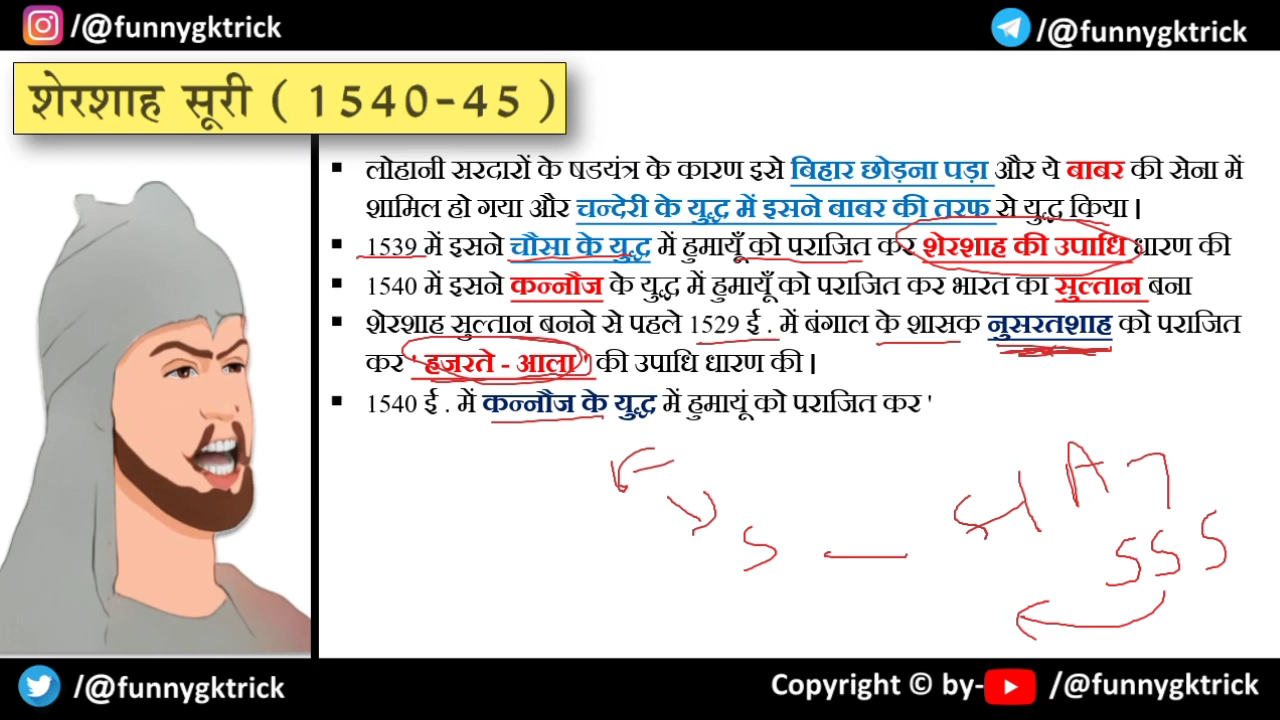 /@funnygktrick
/@funnygktrick
शेरशाह सूरी ( 1540-45 )
▪ लोहानी सरदारों के षडयंत्र के कारण इसे बिहार छोड़ना पड़ा और ये बाबर की सेना में
शामिल हो गया और चन्देरी के युद्ध में इसने बाबर की तरफ से युद्ध किया ।
▪ 1539 में इसने चौसा के युद्ध में हुमायूँ को पराजित कर शेरशाह की उपाधि धारण की
▪ 1540 में इसने कन्नौज के युद्ध में हुमायूँ को पराजित कर भारत का सुल्तान बना
▪ शेरशाह सुल्तान बनने से पहले 1529 ई . में बंगाल के शासक नुसरतशाह को पराजित
कर ' हजरते - आला ' की उपाधि धारण की ।
▪ 1540 ई . में कन्नौज के युद्ध में हुमायूं को पराजित कर '
/@funnygktrick
Copyright © by- /@funnygktrick